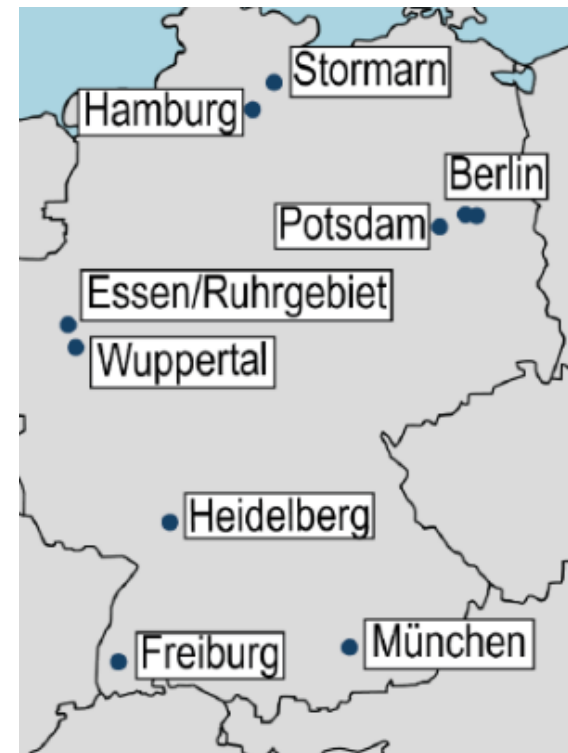 Stormarn
Hamburg
Berlin
Potsdam
Essen/Ruhrgebiet
Wuppertal
Heidelberg
München
Freiburg